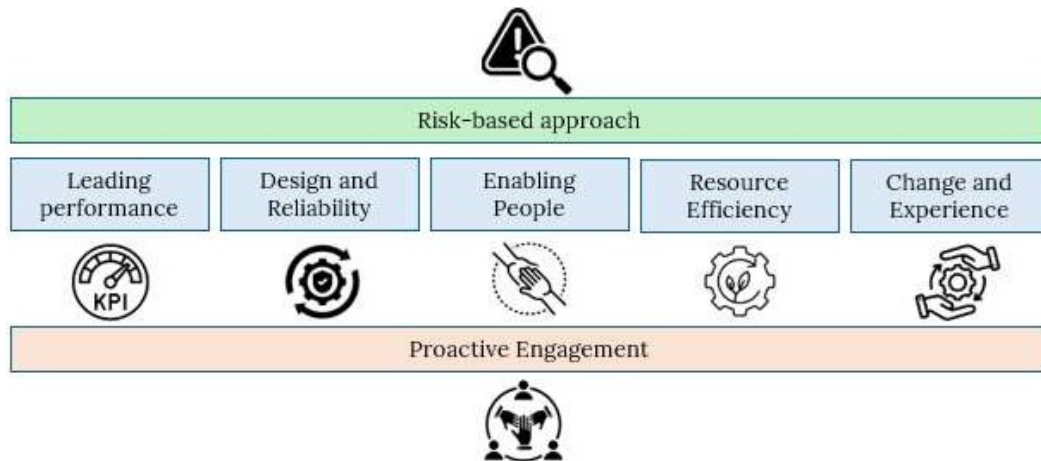 Risk-based approach
Leading
performance
Design and
Reliability
Enabling
People
Resource
Efficiency
Change and
Experience
KPI
Proactive Engagement